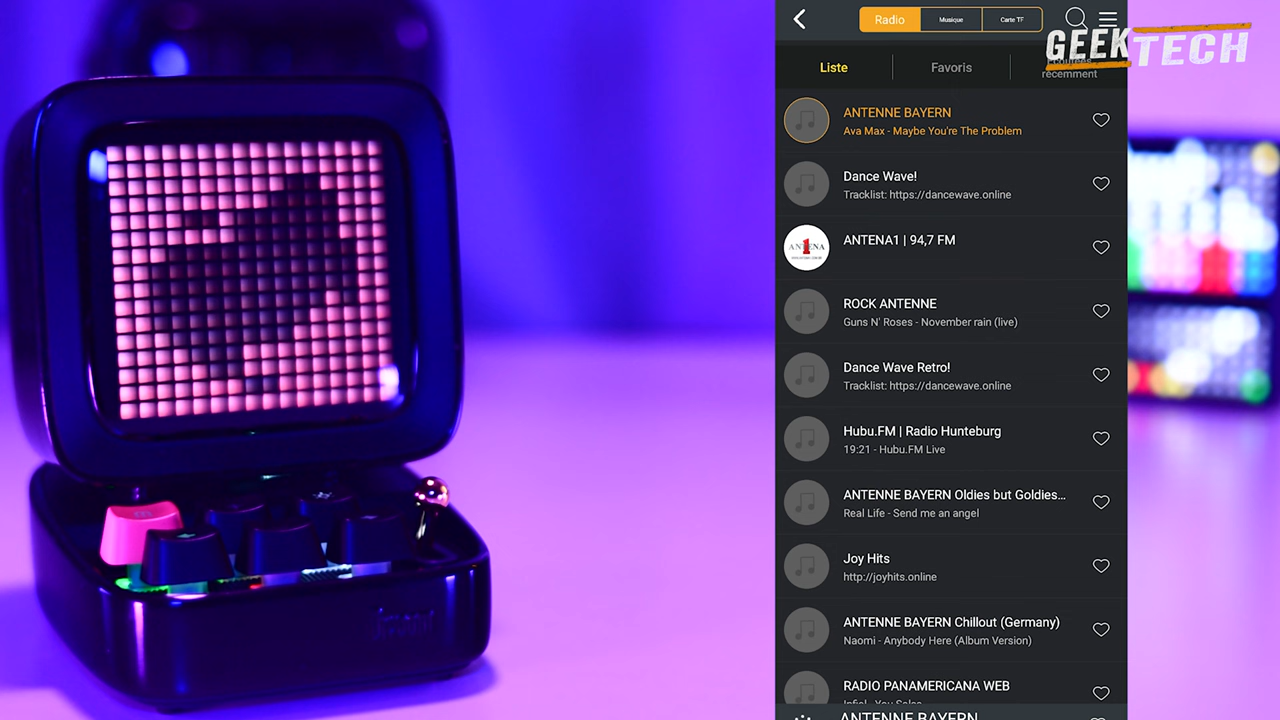 Radio
Musique
Carte TF
GEEK TECH
Liste
Favoris
récemment
ANTENNE BAYERN
Ava Max - Maybe You're The Problem
Dance Wave!
Tracklist: https://dancewave.online
ANTENA 1
ANTENA1 | 94,7 FM
ROCK ANTENNE
Guns N' Roses - November rain (live)
Dance Wave Retro!
Tracklist: https://dancewave.online
Hubu.FM | Radio Hunteburg
19:21 - Hubu.FM Live
ANTENNE BAYERN Oldies but Goldies...
Real Life - Send me an angel
Joy Hits
http://joyhits.online
ANTENNE BAYERN Chillout (Germany)
Naomi - Anybody Here (Album Version)
RADIO PANAMERICANA WEB
ANTENNE BAYERN